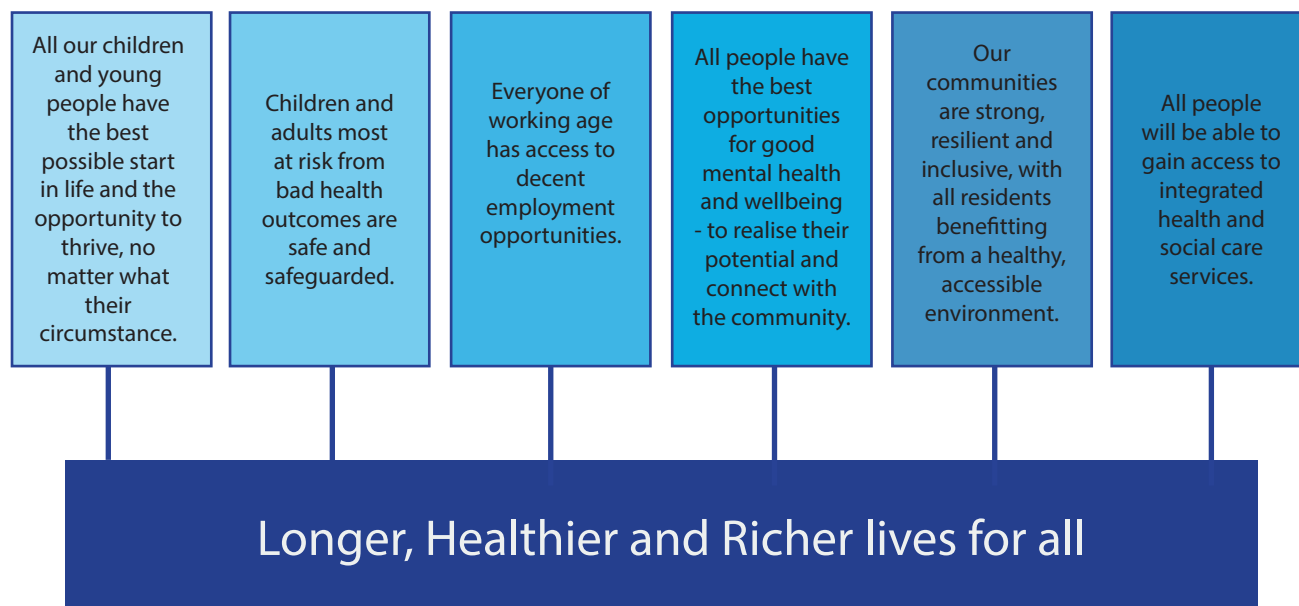 All our children
and young
people have
the best
possible start
in life and the
opportunity to
thrive, no
matter what
their
circumstance.
Children and
adults most
at risk from
bad health
outcomes are
safe and
safeguarded.
Everyone of
working age
has access to
decent
employment
opportunities.
All people have
the best
opportunities
for good
mental health
and wellbeing
- to realise their
potential and
connect with
the community.
Our
communities
are strong,
resilient and
inclusive, with
all residents
benefitting
from a healthy,
accessible
environment.
All people
will be able to
gain access to
integrated
health and
social care
services.
Longer, Healthier and Richer lives for all